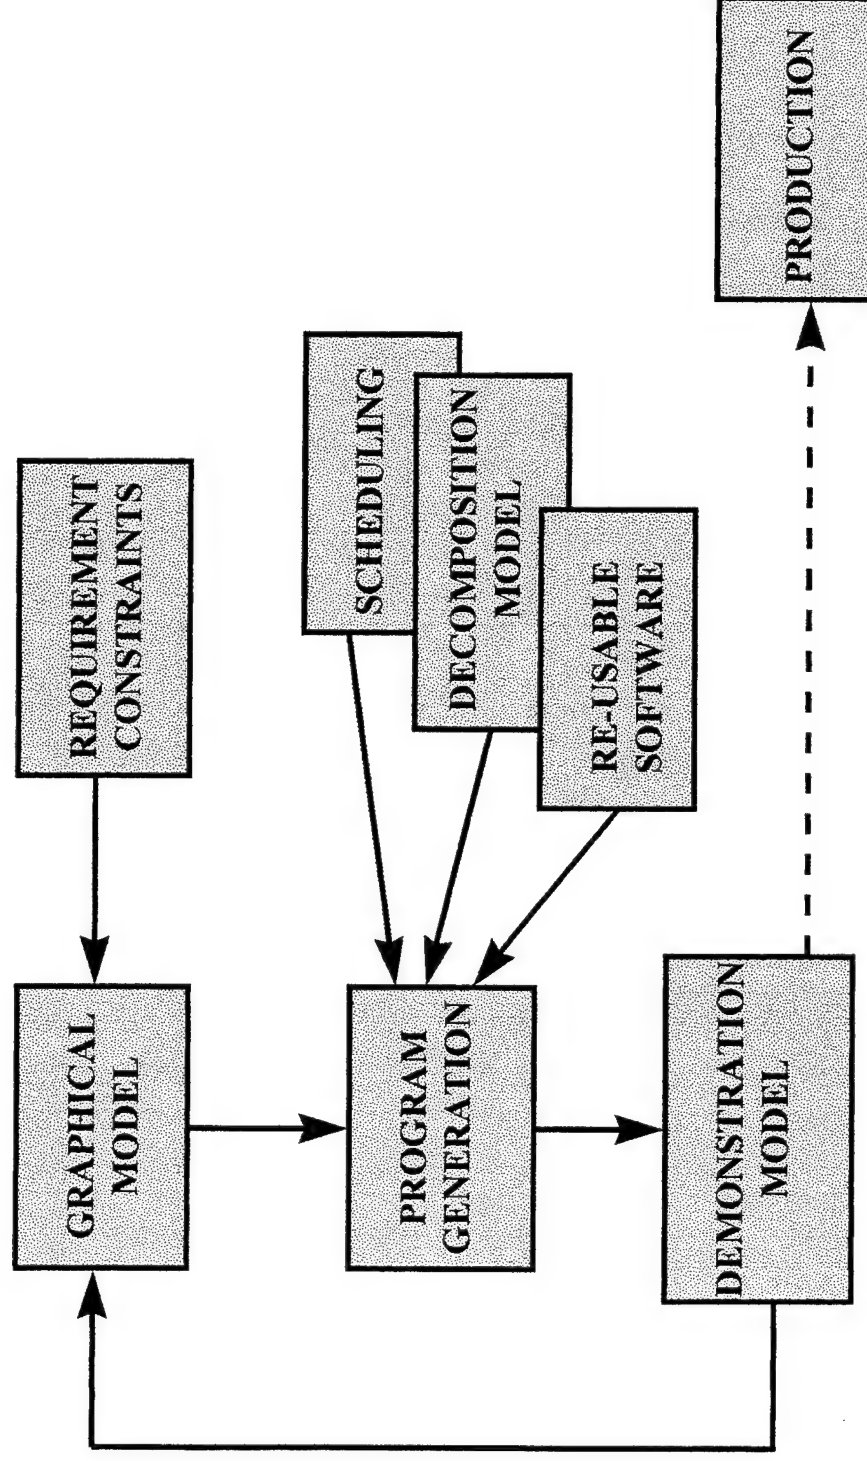 GRAPHICAL
MODEL
REQUIREMENT
CONSTRAINTS
PROGRAM
GENERATION
SCHEDULING
DECOMPOSITION
MODEL
RE-USABLE
SOFTWARE
DEMONSTRATION
MODEL
PRODUCTION